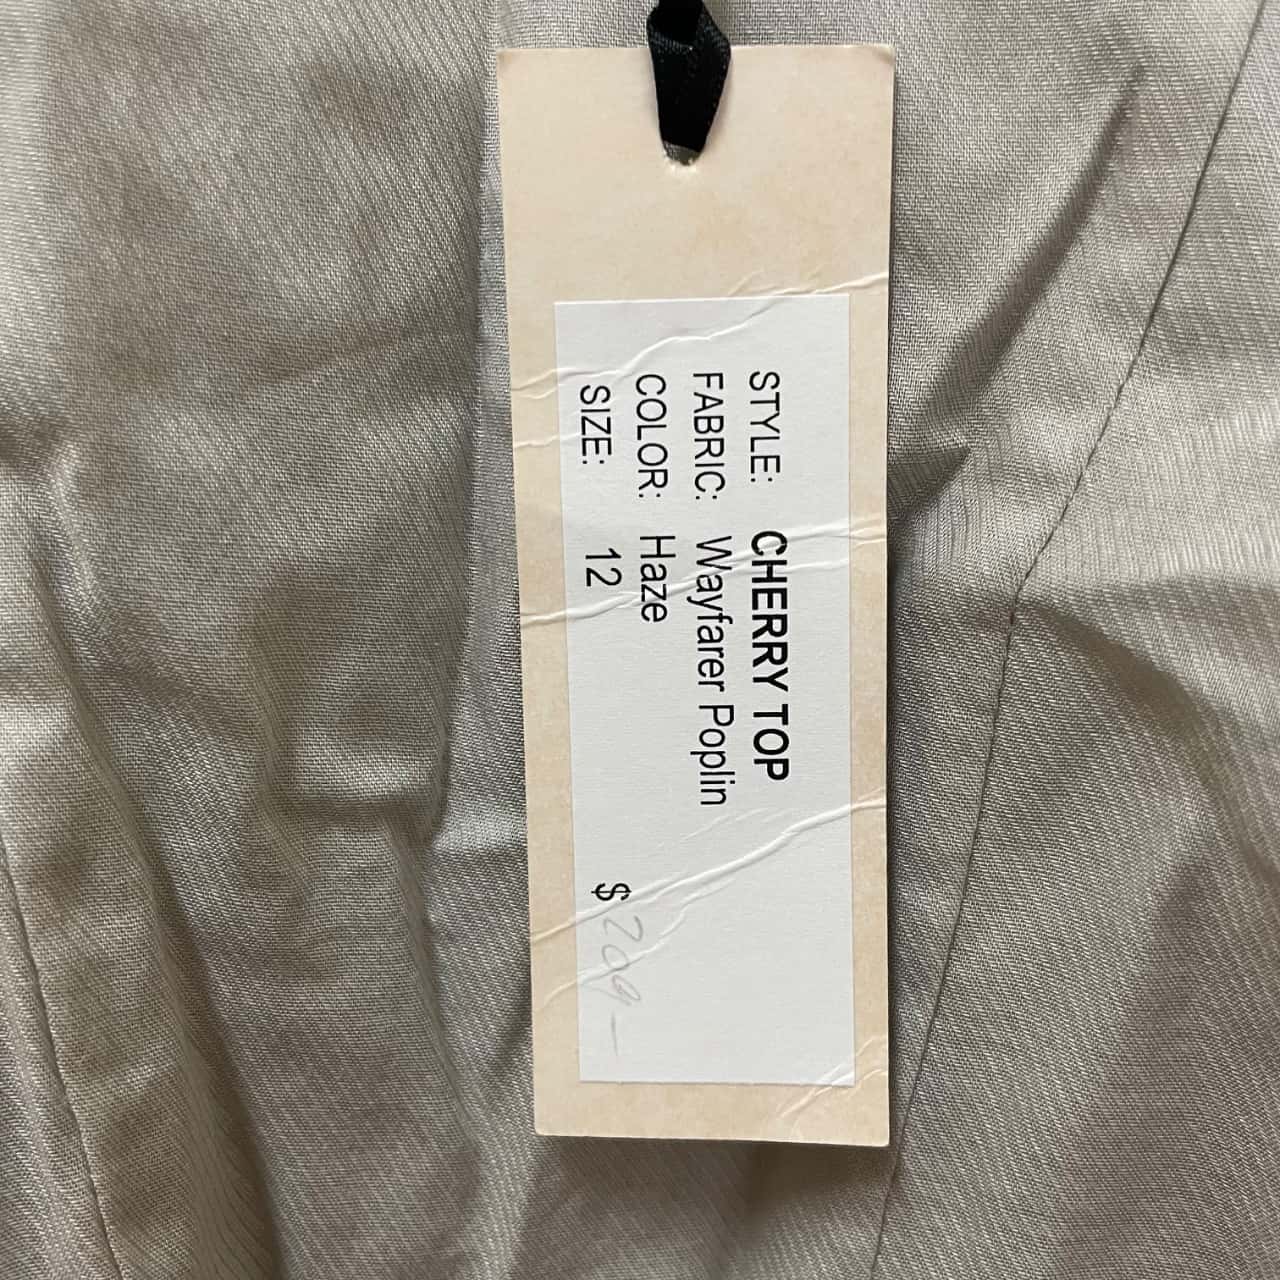 STYLE: CHERRY TOP
FABRIC: Wayfarer Poplin
COLOR: Haze
SIZE: 12 $ 209-